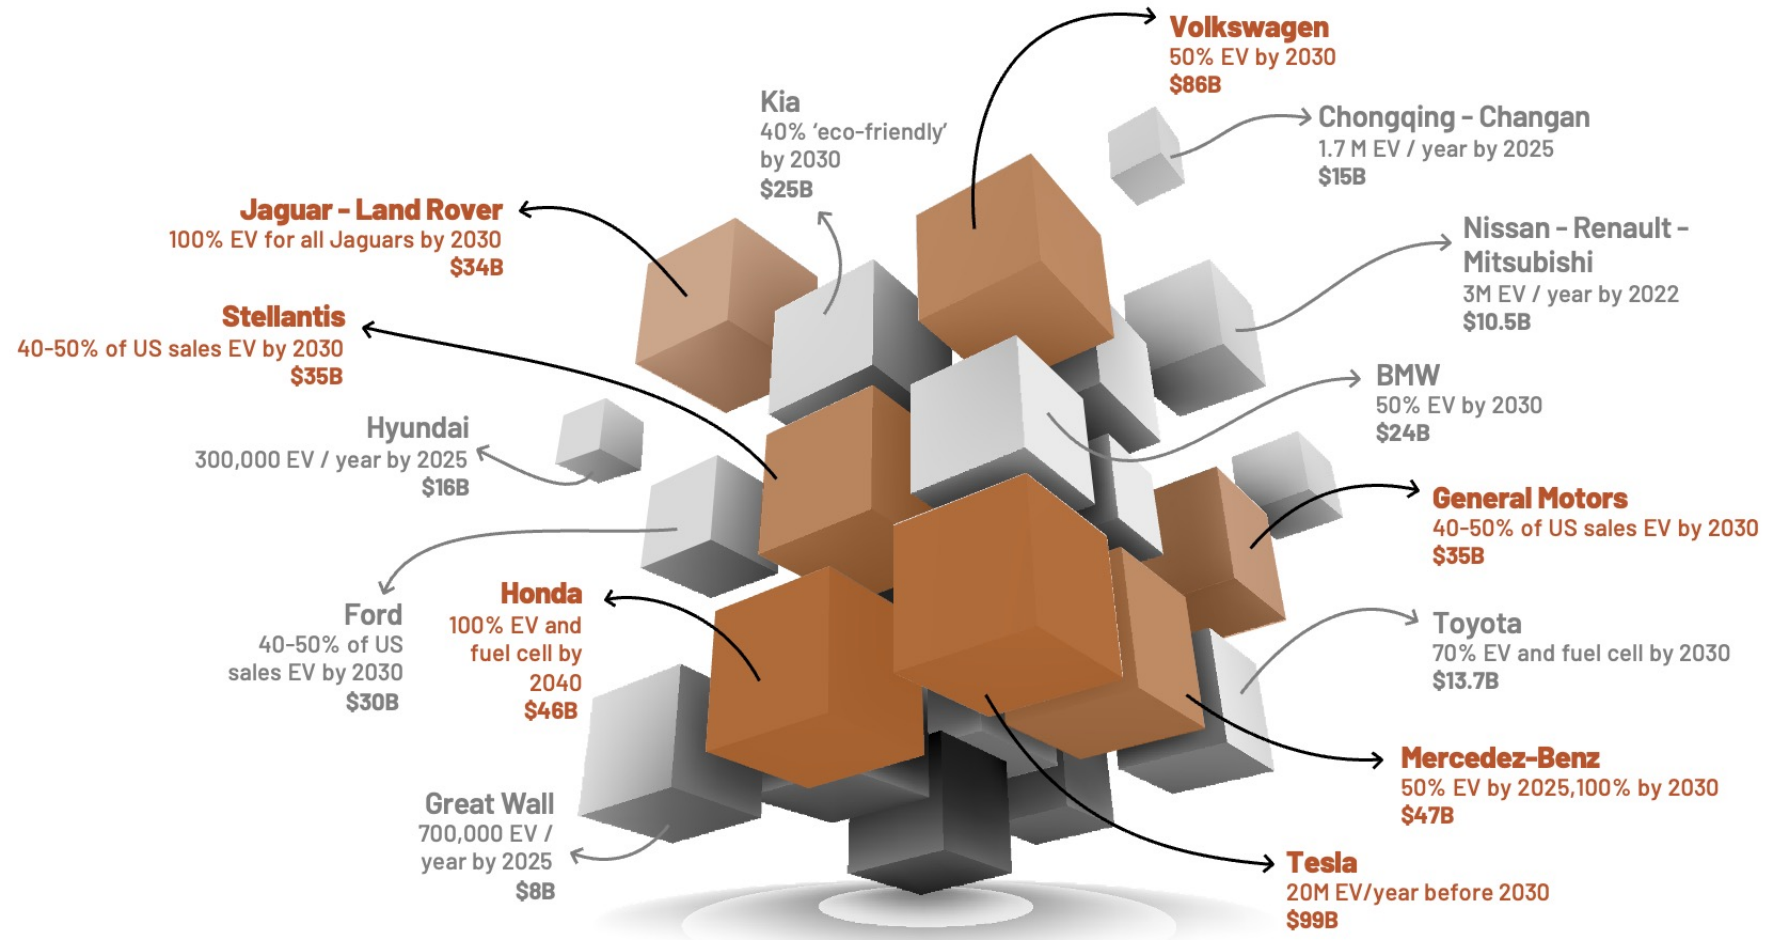 Volkswagen
50% EV by 2030
$86B
Kia
40% ‘eco-friendly’
by 2030
$25B
Chongqing - Changan
1.7 M EV / year by 2025
$15B
Jaguar - Land Rover
100% EV for all Jaguars by 2030
$34B
Nissan - Renault -
Mitsubishi
3M EV / year by 2022
$10.5B
Stellantis
40-50% of US sales EV by 2030
$35B
BMW
50% EV by 2030
$24B
Hyundai
300,000 EV / year by 2025
$16B
General Motors
40-50% of US sales EV by 2030
$35B
Ford
40-50% of US
sales EV by 2030
$30B
Honda
100% EV and
fuel cell by
2040
$46B
Toyota
70% EV and fuel cell by 2030
$13.7B
Mercedez-Benz
50% EV by 2025,100% by 2030
$47B
Great Wall
700,000 EV /
year by 2025
$8B
Tesla
20M EV/year before 2030
$99B